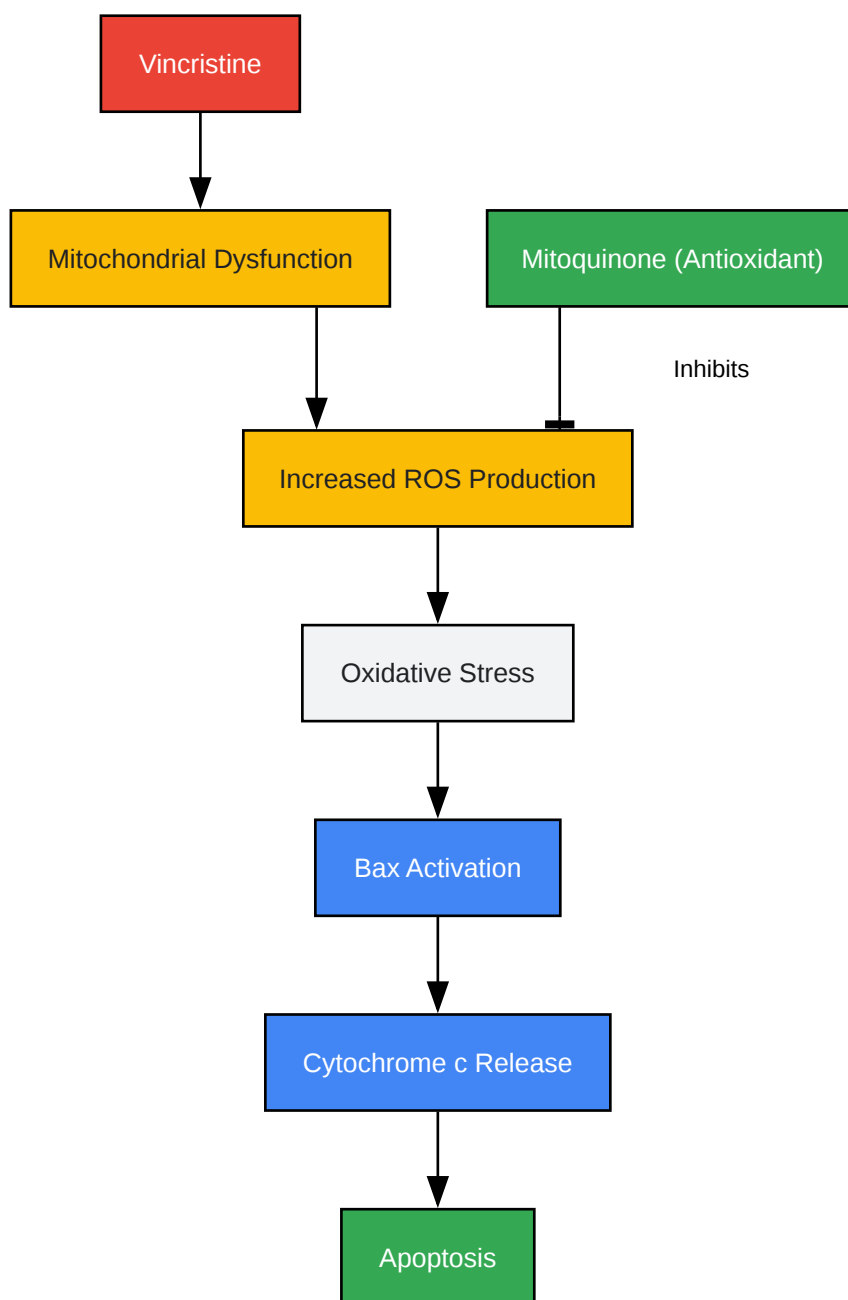 Vincristine
Mitochondrial Dysfunction
Mitoquinone (Antioxidant)
Inhibits
Increased ROS Production
Oxidative Stress
Bax Activation
Cytochrome c Release
Apoptosis